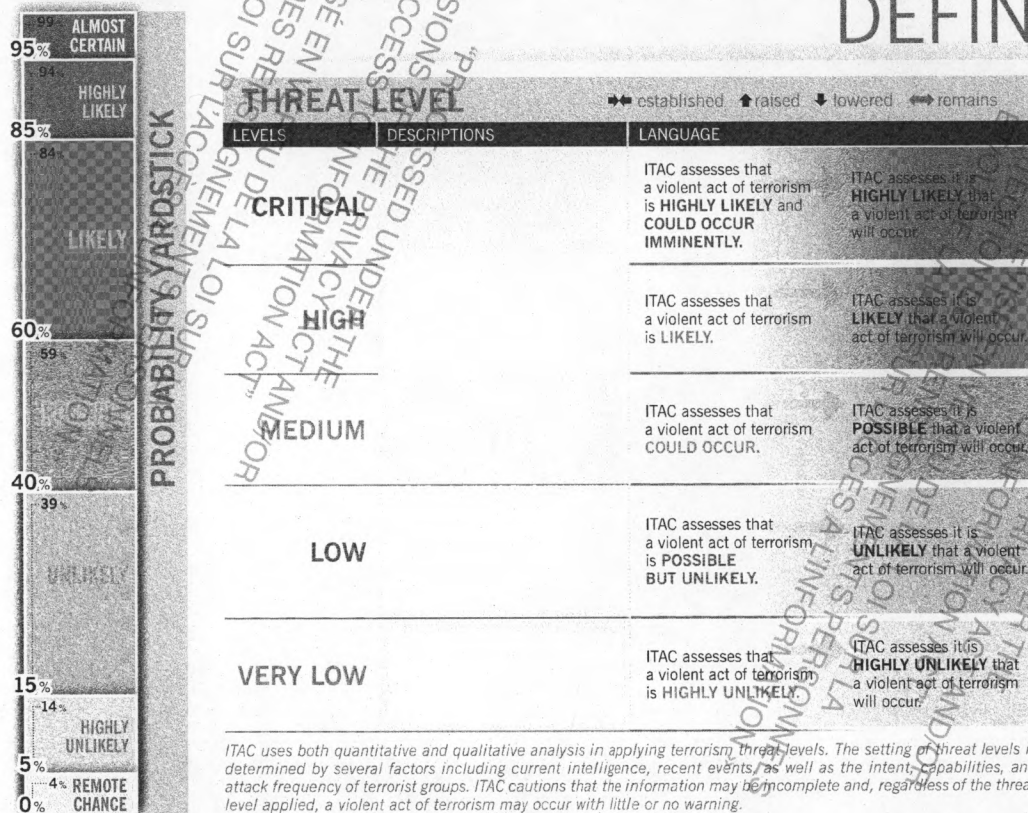 DEFIN
99%
ALMOST
CERTAIN
95%
94%
HIGHLY
LIKELY
85%
84%
LIKELY
60%
59%
40%
39%
UNLIKELY
15%
14%
HIGHLY
UNLIKELY
5%
4% REMOTE
CHANCE
0%
PROBABILITY YARDSTICK
THREAT LEVEL
established raised lowered remains
LEVELS DESCRIPTIONS LANGUAGE
CRITICAL
ITAC assesses that
a violent act of terrorism
is HIGHLY LIKELY and
COULD OCCUR
IMMINENTLY.
ITAC assesses it is
HIGHLY LIKELY that
a violent act of terrorism
will occur.
HIGH
ITAC assesses that
a violent act of terrorism
is LIKELY.
ITAC assesses it is
LIKELY that a violent
act of terrorism will occur.
MEDIUM
ITAC assesses that
a violent act of terrorism
COULD OCCUR.
ITAC assesses it is
POSSIBLE that a violent
act of terrorism will occur.
LOW
ITAC assesses that
a violent act of terrorism
is POSSIBLE
BUT UNLIKELY.
ITAC assesses it is
UNLIKELY that a violent
act of terrorism will occur.
VERY LOW
ITAC assesses that
a violent act of terrorism
is HIGHLY UNLIKELY.
ITAC assesses it is
HIGHLY UNLIKELY that
a violent act of terrorism
will occur.
ITAC uses both quantitative and qualitative analysis in applying terrorism threat levels. The setting of threat levels
determined by several factors including current intelligence, recent events, as well as the intent, capabilities, an
attack frequency of terrorist groups. ITAC cautions that the information may be incomplete and, regardless of the threa
level applied, a violent act of terrorism may occur with little or no warning.
SSED UNDER THE
THE PRIVACY ACT AND/OR
INFORMATION ACT"